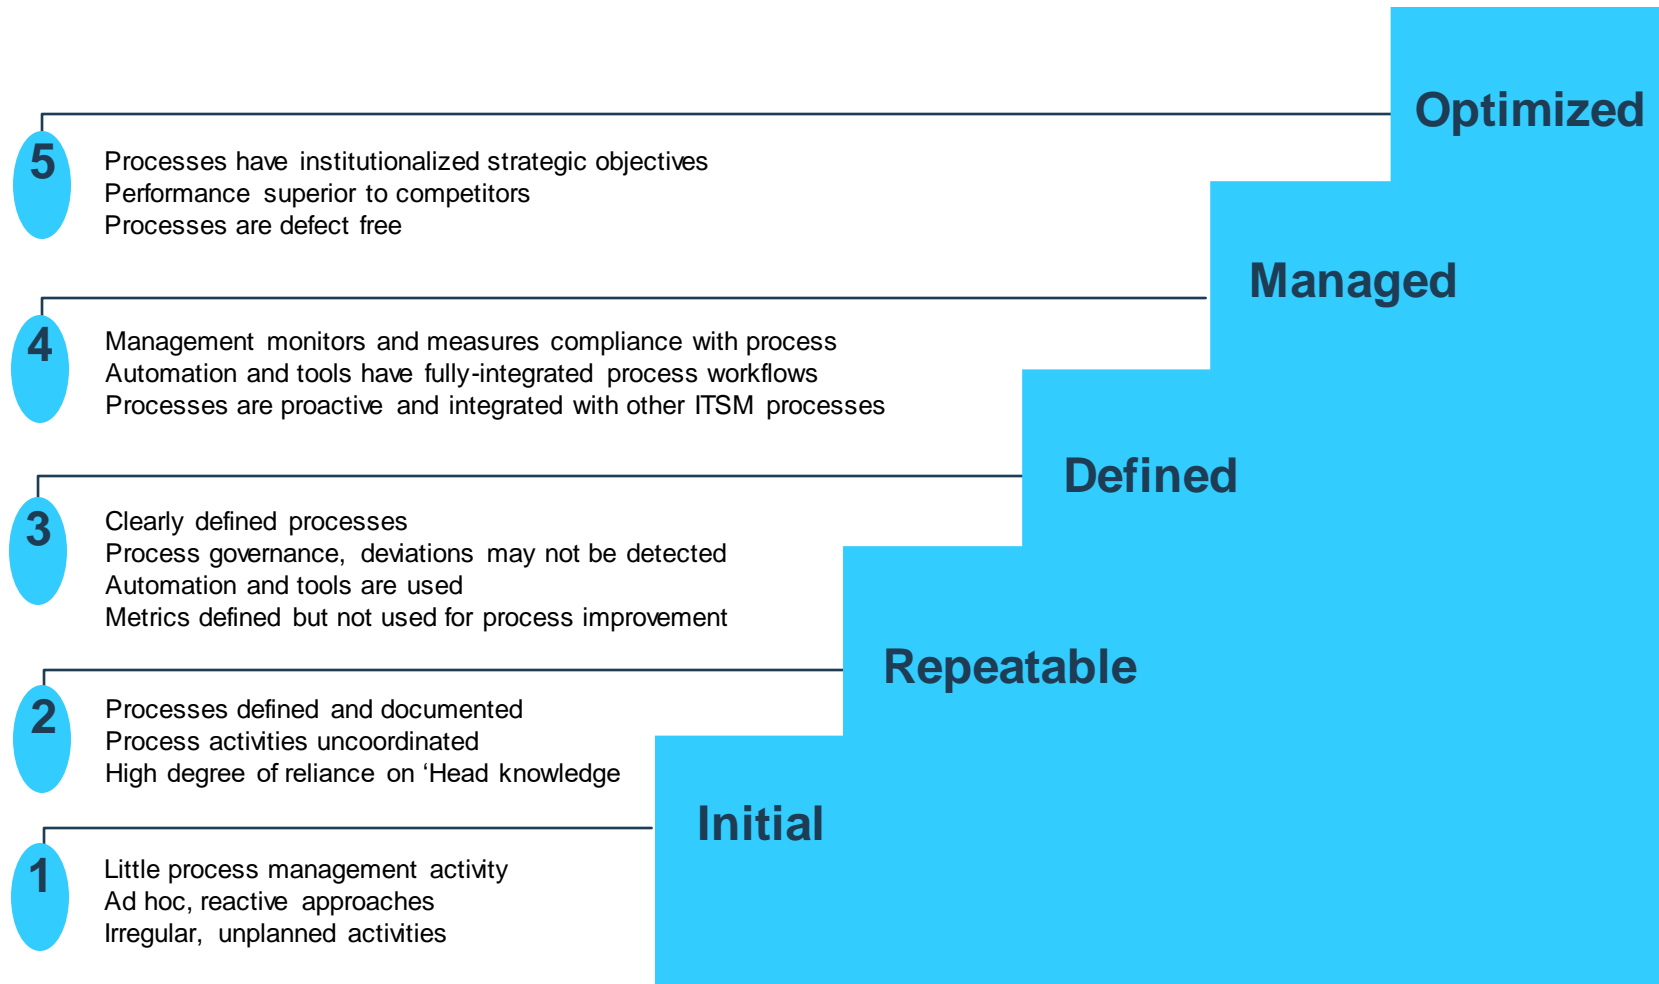 Optimized
5
Processes have institutionalized strategic objectives
Performance superior to competitors
Processes are defect free
Managed
4
Management monitors and measures compliance with process
Automation and tools have fully-integrated process workflows
Processes are proactive and integrated with other ITSM processes
Defined
3
Clearly defined processes
Process governance, deviations may not be detected
Automation and tools are used
Metrics defined but not used for process improvement
Repeatable
2
Processes defined and documented
Process activities uncoordinated
High degree of reliance on ‘Head knowledge
Initial
1
Little process management activity
Ad hoc, reactive approaches
Irregular, unplanned activities